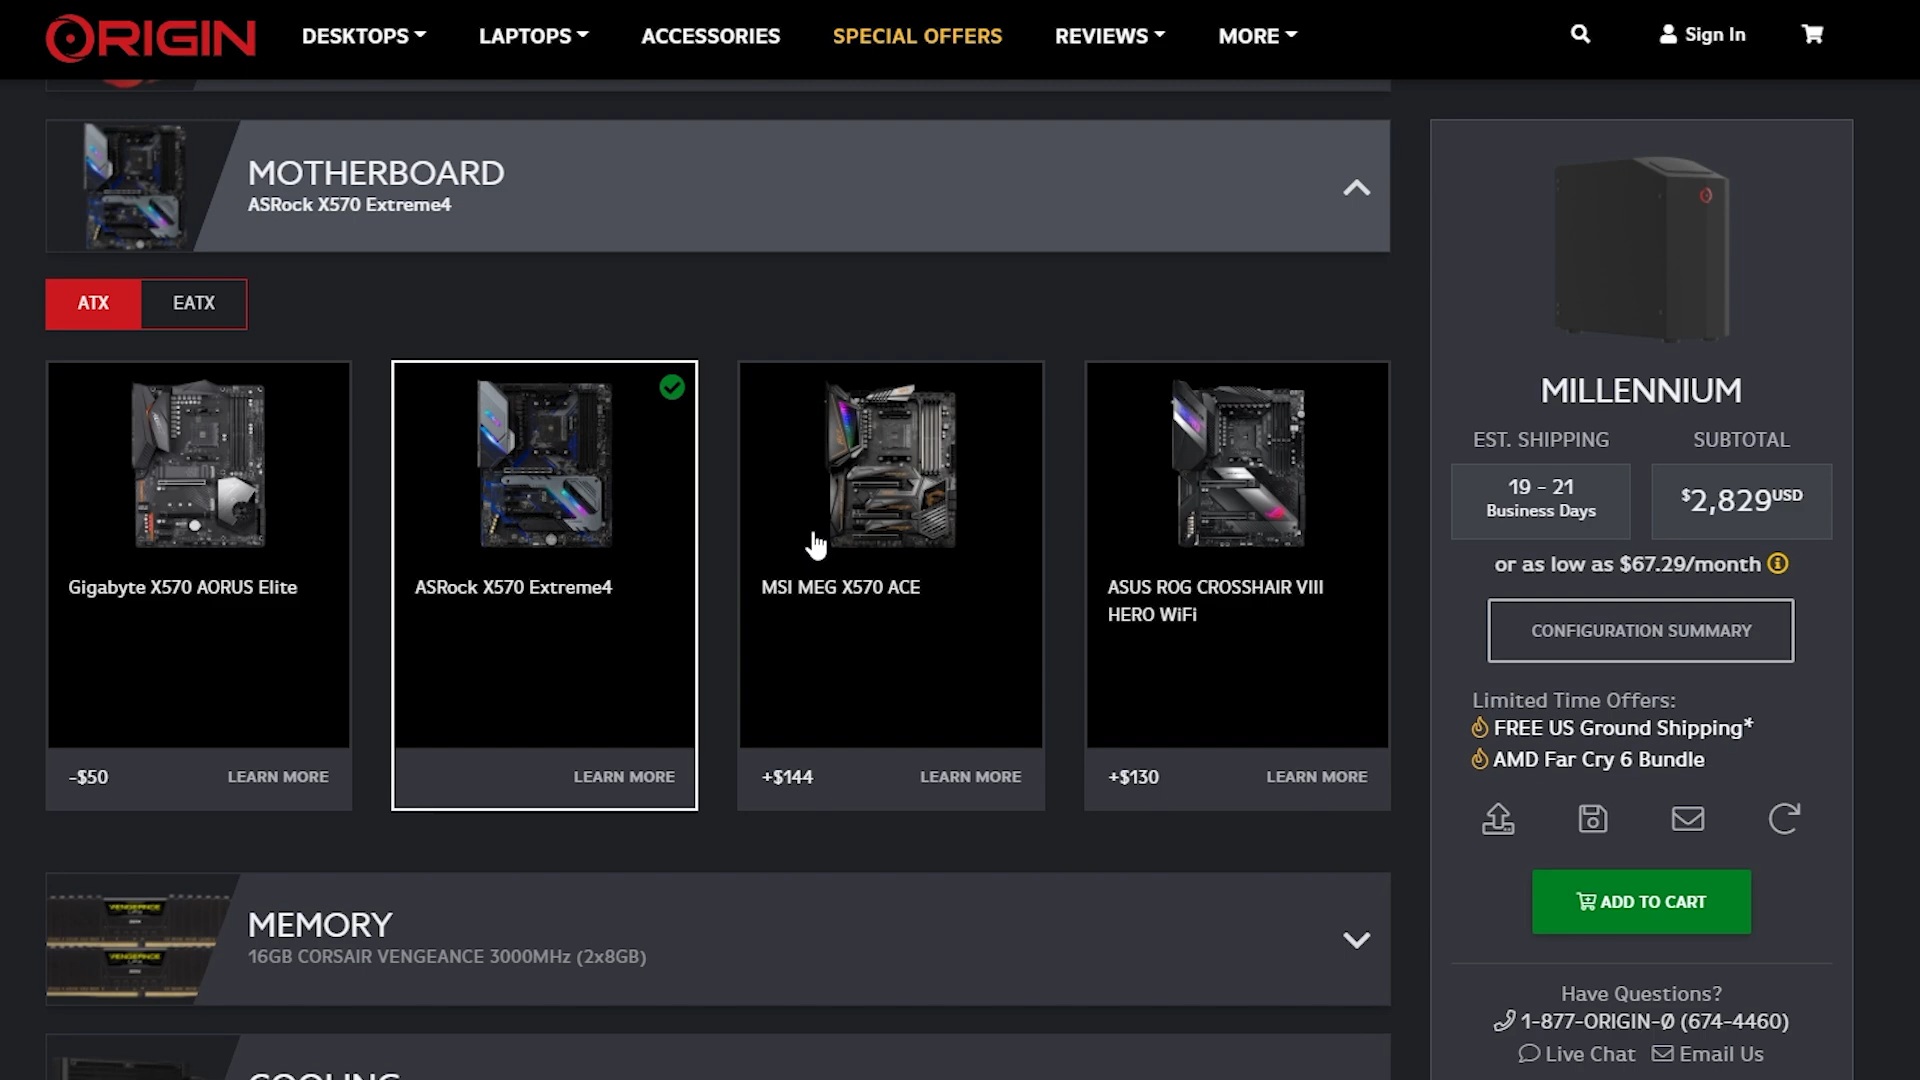 ORIGIN
DESKTOPS
LAPTOPS
ACCESSORIES
SPECIAL OFFERS
REVIEWS
MORE
Sign In
MOTHERBOARD
ASRock X570 Extreme4
ATX
EATX
Gigabyte X570 AORUS Elite
-$50
LEARN MORE
ASRock X570 Extreme4
LEARN MORE
MSI MEG X570 ACE
+$144
LEARN MORE
ASUS ROG CROSSHAIR VIII
HERO WiFi
+$130
LEARN MORE
VENGEANCE
VENGEANCE
MEMORY
16GB CORSAIR VENGEANCE 3000MHz (2x8GB)
COOLING
MILLENNIUM
EST. SHIPPING
19 - 21
Business Days
SUBTOTAL
$2,829USD
or as low as $67.29/month
CONFIGURATION SUMMARY
Limited Time Offers:
FREE US Ground Shipping*
AMD Far Cry 6 Bundle
ADD TO CART
Have Questions?
1-877-ORIGIN-Ø (674-4460)
Live Chat
Email Us